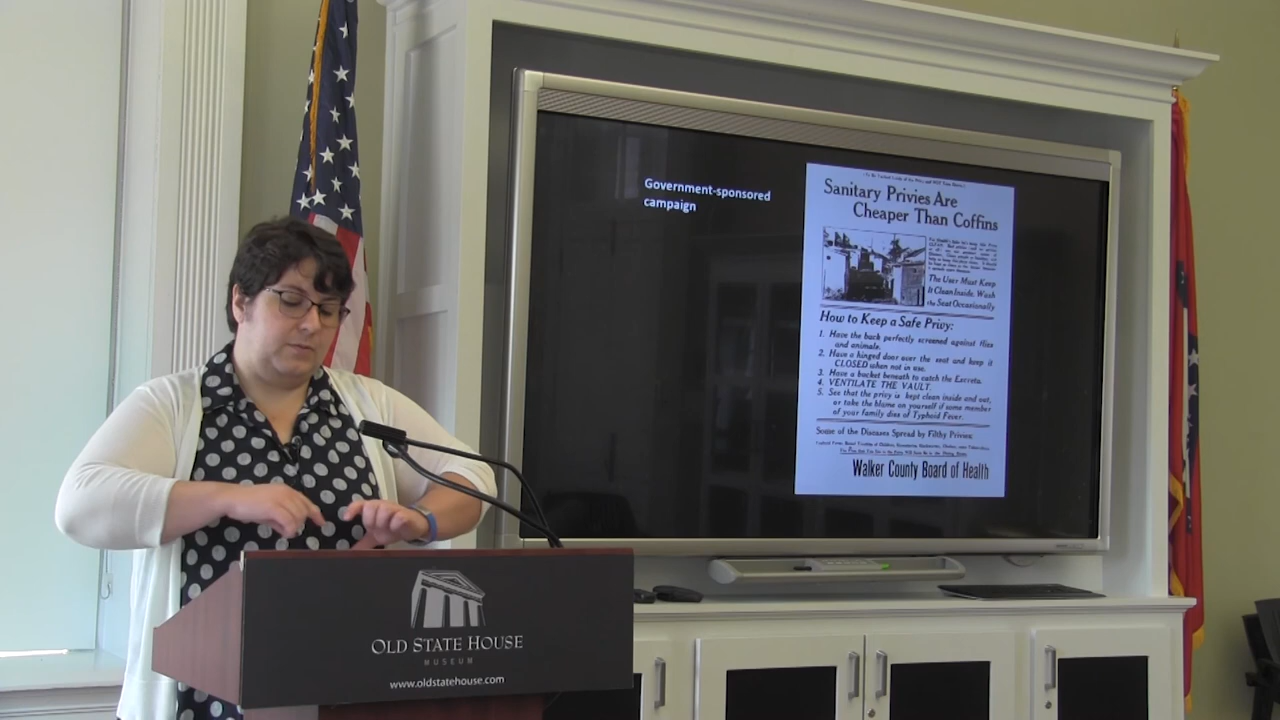 Government-sponsored
campaign
Sanitary Privies Are
Cheaper Than Coffins
The User Must Keep
It Clean Inside. Wash
the Seat Occasionally
How to Keep a Safe Privy:
1. Have the back perfectly screened against flies
and animals.
2. Have a hinged door over the seat and keep it
CLOSED when not in use.
3. Have a bucket beneath to catch the Excreta.
4. VENTILATE THE VAULT.
5. See that the privy is kept clean inside and out,
or take the blame on yourself if some member
of your family dies of Typhoid Fever.
Some of the Diseases Spread by Filthy Privies:
Walker County Board of Health
OLD STATE HOUSE
MUSEUM
www.oldstatehouse.com